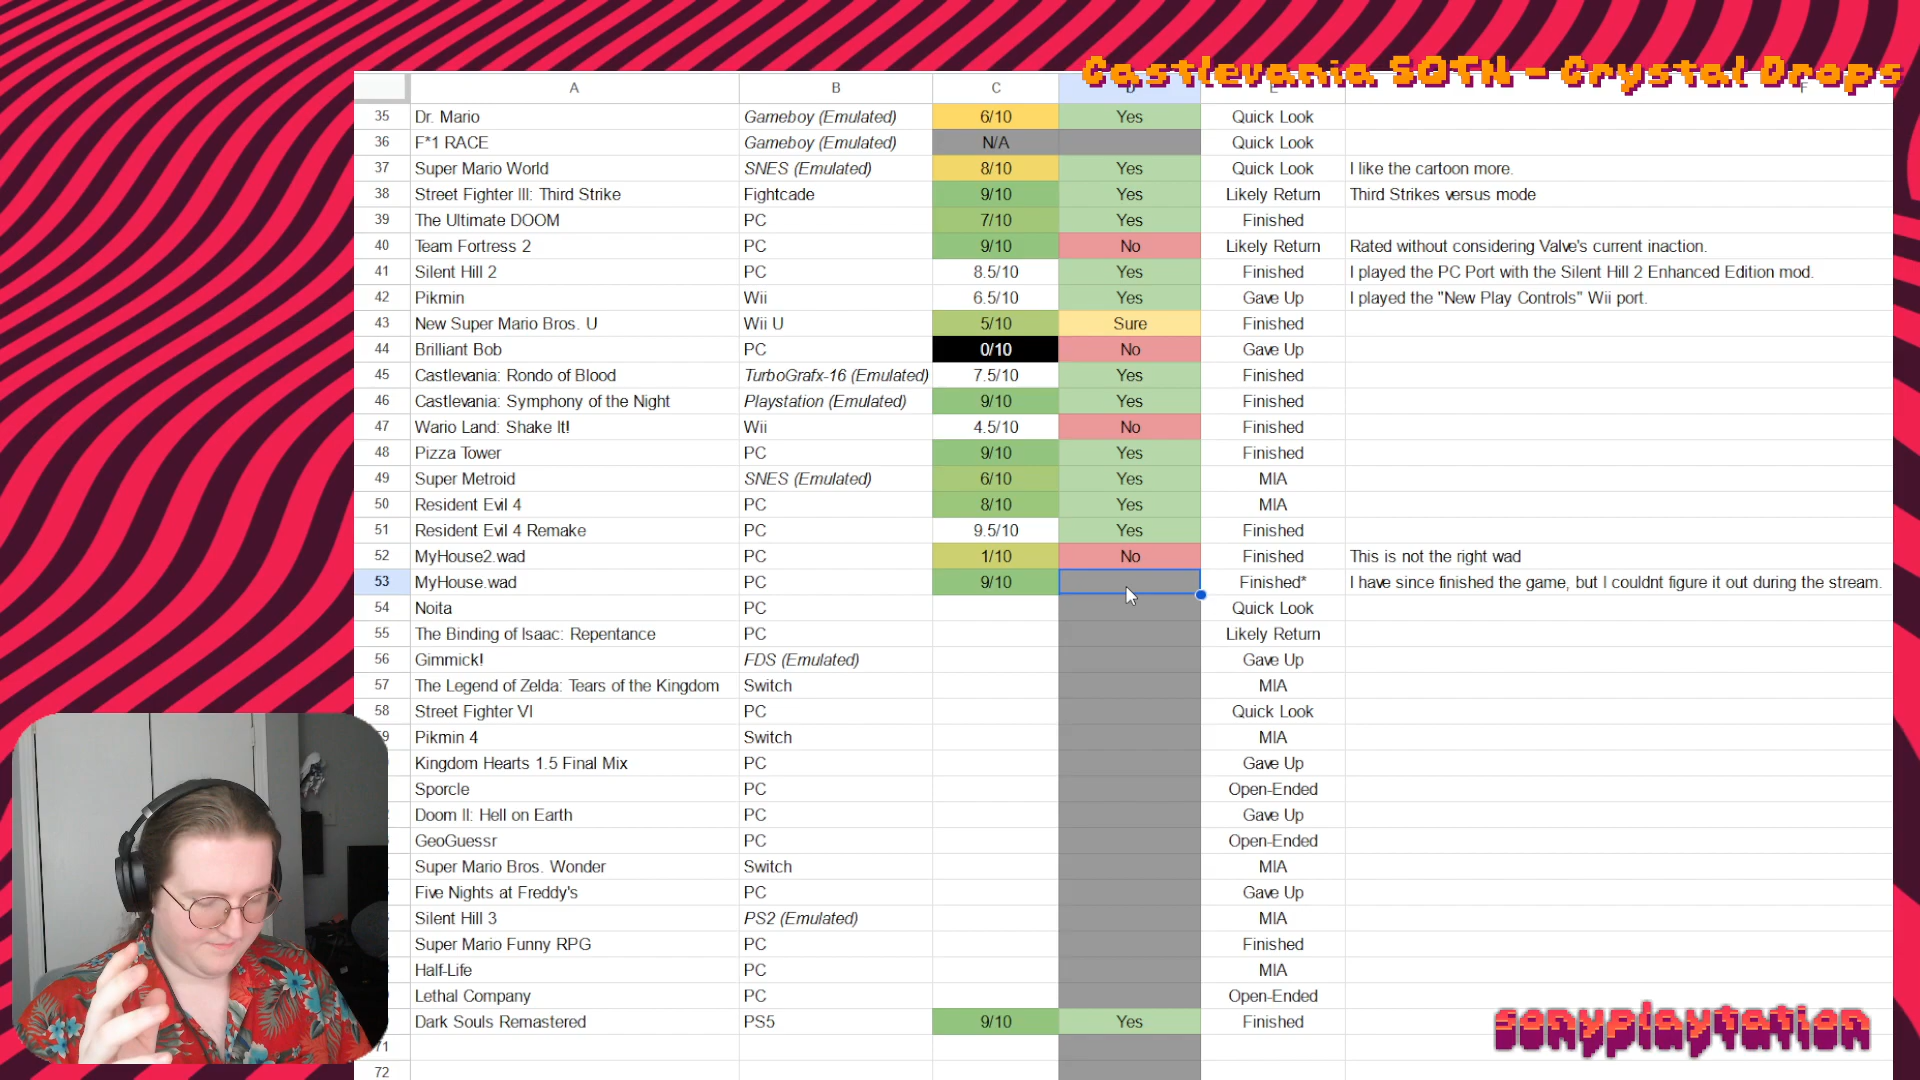 Castlevania SOTN - Crystal Drops
A B C D E F
35 Dr. Mario Gameboy (Emulated) 6/10 Yes Quick Look
36 F*1 RACE Gameboy (Emulated) N/A Quick Look
37 Super Mario World SNES (Emulated) 8/10 Yes Quick Look I like the cartoon more.
38 Street Fighter III: Third Strike Fightcade 9/10 Yes Likely Return Third Strikes versus mode
39 The Ultimate DOOM PC 7/10 Yes Finished
40 Team Fortress 2 PC 9/10 No Likely Return Rated without considering Valve's current inaction.
41 Silent Hill 2 PC 8.5/10 Yes Finished I played the PC Port with the Silent Hill 2 Enhanced Edition mod.
42 Pikmin Wii 6.5/10 Yes Gave Up I played the "New Play Controls" Wii port.
43 New Super Mario Bros. U Wii U 5/10 Sure Finished
44 Brilliant Bob PC 0/10 No Gave Up
45 Castlevania: Rondo of Blood TurboGrafx-16 (Emulated) 7.5/10 Yes Finished
46 Castlevania: Symphony of the Night Playstation (Emulated) 9/10 Yes Finished
47 Wario Land: Shake It! Wii 4.5/10 No Finished
48 Pizza Tower PC 9/10 Yes Finished
49 Super Metroid SNES (Emulated) 6/10 Yes MIA
50 Resident Evil 4 PC 8/10 Yes MIA
51 Resident Evil 4 Remake PC 9.5/10 Yes Finished
52 MyHouse2.wad PC 1/10 No Finished This is not the right wad
53 MyHouse.wad PC 9/10 Finished* I have since finished the game, but I couldnt figure it out during the stream.
54 Noita PC Quick Look
55 The Binding of Isaac: Repentance PC Likely Return
56 Gimmick! FDS (Emulated) Gave Up
57 The Legend of Zelda: Tears of the Kingdom Switch MIA
58 Street Fighter VI PC Quick Look
Pikmin 4 Switch MIA
Kingdom Hearts 1.5 Final Mix PC Gave Up
Sporcle PC Open-Ended
Doom II: Hell on Earth PC Gave Up
GeoGuessr PC Open-Ended
Super Mario Bros. Wonder Switch MIA
Five Nights at Freddy's PC Gave Up
Silent Hill 3 PS2 (Emulated) MIA
Super Mario Funny RPG PC Finished
Half-Life PC MIA
Lethal Company PC Open-Ended
Dark Souls Remastered PS5 9/10 Yes Finished
71
72
sonyplaytation